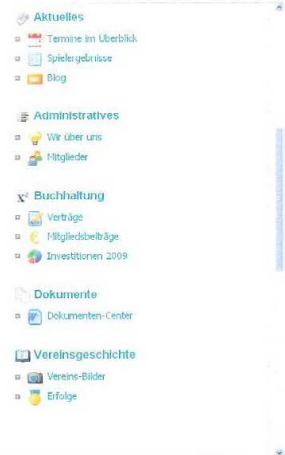 Aktuelles
Termine im Überblick
Spielergebnisse
Blog
Administratives
Wir über uns
Mitglieder
Buchhaltung
Verträge
Mitgliedsbeiträge
Investitionen 2009
Dokumente
Dokumenten-Center
Vereinsgeschichte
Vereins-Bilder
Erfolge